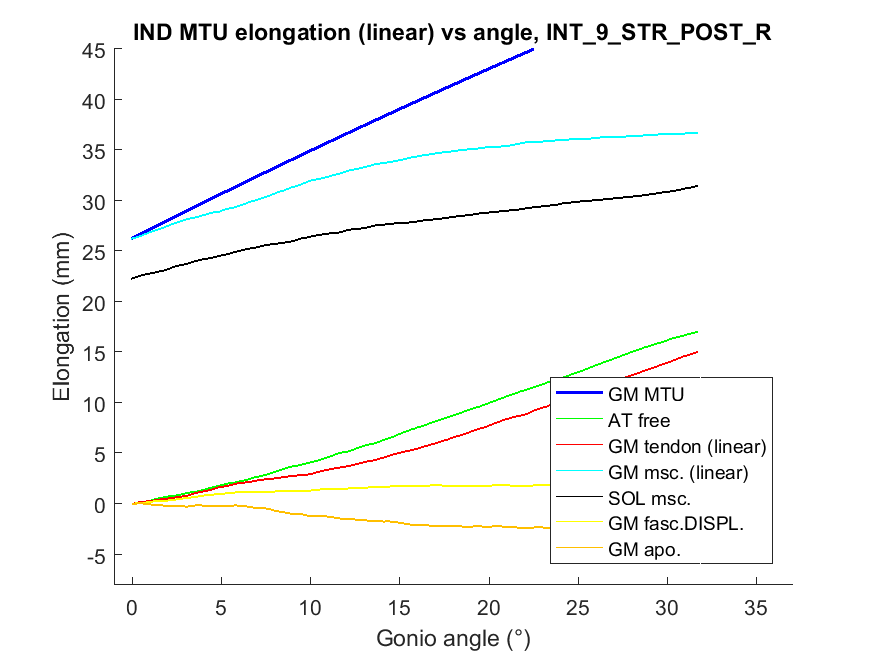 IND MTU elongation (linear) vs angle, INT_9_STR_POST_R
45
40
35
30
25
20
15
10
5
0
-5
Elongation (mm)
0 5 10 15 20 25 30 35
Gonio angle (°)
GM MTU
AT free
GM tendon (linear)
GM msc. (linear)
SOL msc.
GM fasc.DISPL.
GM apo.